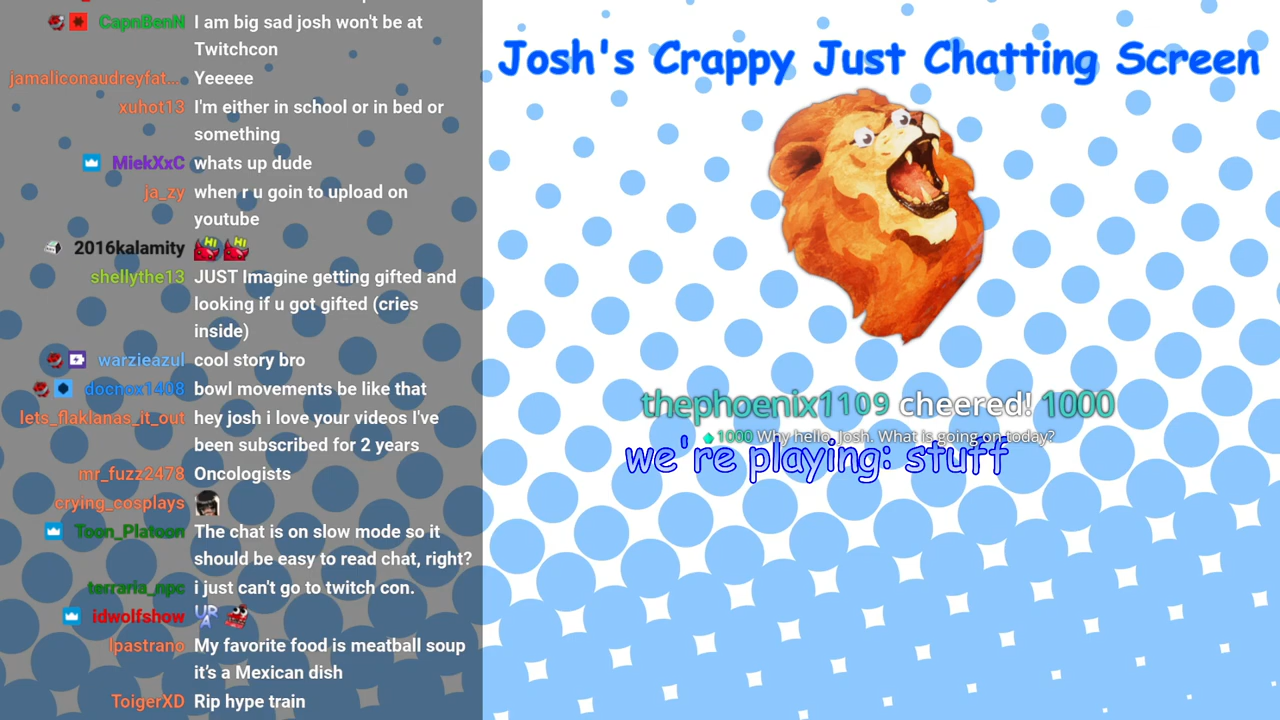 CapnBenN I am big sad josh won't be at
Twitchcon
jamaliconaudreyfat... Yeeeee
xuhot13 I'm either in school or in bed or
something
MiekXxC whats up dude
ja_zy when r u goin to upload on
youtube
2016kalamity HI HI
shellythe13 JUST Imagine getting gifted and
looking if u got gifted (cries
inside)
warzieazul cool story bro
docnox1408 bowl movements be like that
lets_flaklanas_it_out hey josh i love your videos I've
been subscribed for 2 years
mr_fuzz2478 Oncologists
crying_cosplays
Toon_Platoon The chat is on slow mode so it
should be easy to read chat, right?
terraria_npc i just can't go to twitch con.
idwolfshow UR A
lpastrano My favorite food is meatball soup
it's a Mexican dish
ToigerXD Rip hype train
Josh's Crappy Just Chatting Screen
thephoenix1109 cheered! 1000
1000 Why hello, Josh. What is going on today?
we're playing: stuff